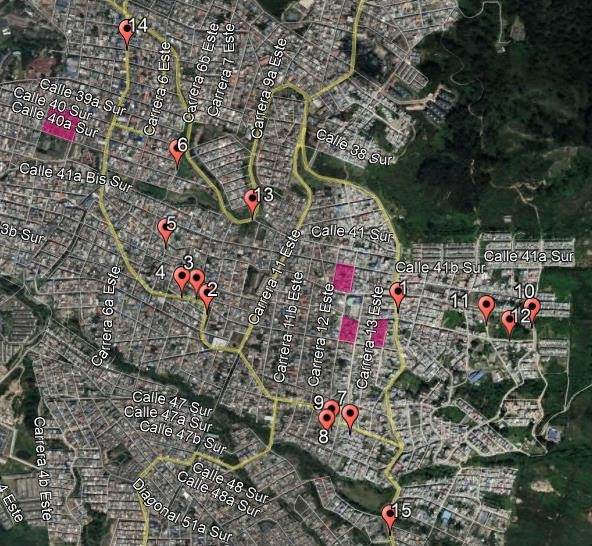 14
Carrera 6 Este
Carrera 6b Este
Carrera 7 Este
Carrera 9a Este
Calle 39a Sur
Calle 40 Sur
Calle 40a Sur
Calle 38 Sur
6
Calle 41a Bis Sur
13
5
3b Sur
Calle 41 Sur
Carrera 11 Este
Calle 41a Sur
Calle 41b Sur
4
3
2
1
11
10
12
Carrera 6a Este
Carrera 11b Este
Carrera 12 Este
Carrera 13 Este
Calle 47 Sur
Calle 47a Sur
Calle 47b Sur
9
7
8
Carrera 4b Este
4 Este
Calle 48 Sur
Calle 48a Sur
Diagonal 51a Sur
15